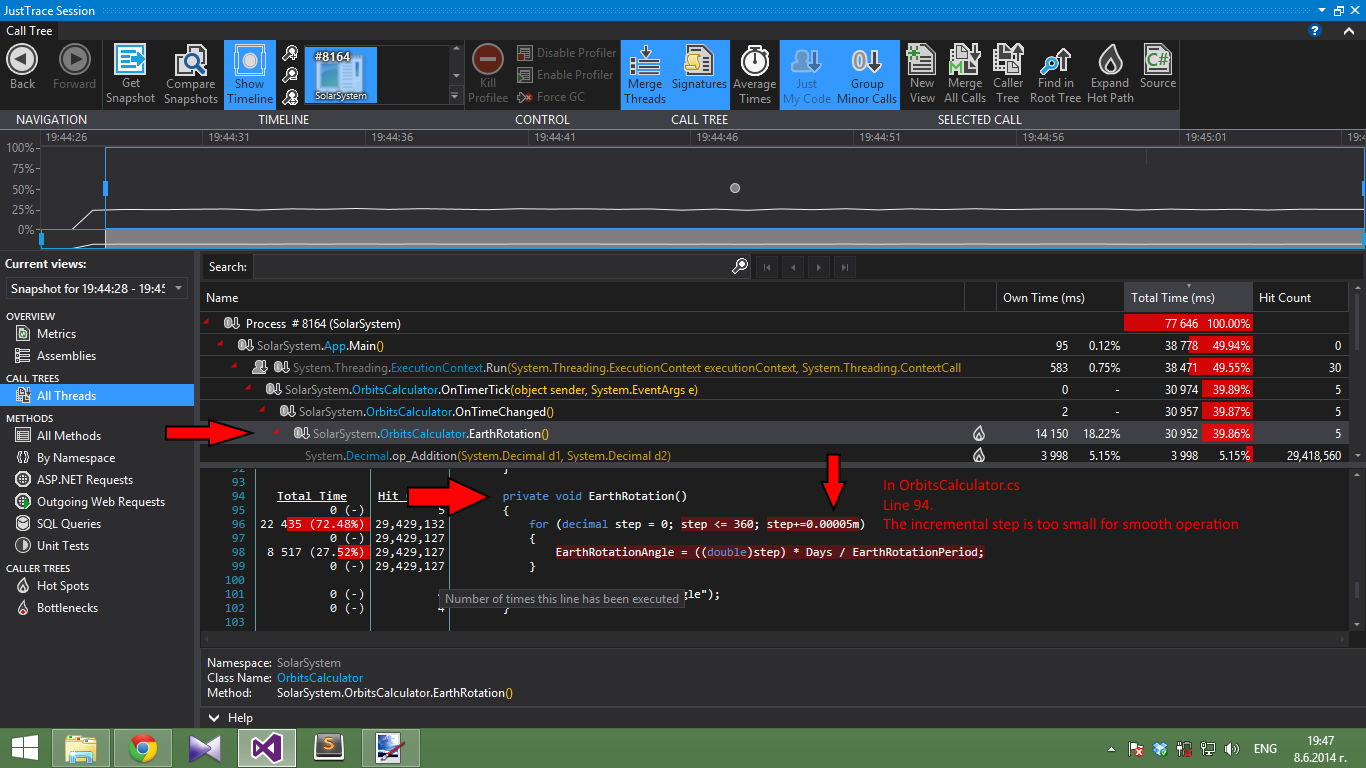 JustTrace Session
Call Tree
Back
Forward
Get Snapshot
Compare Snapshots
Show Timeline
#8164
SolarSystem
Kill Profilee
Disable Profiler
Enable Profiler
Force GC
Merge Threads
Signatures
Average Times
Just My Code
Group Minor Calls
New View
Merge All Calls
Caller Tree
Find in Root Tree
Expand Hot Path
Source
NAVIGATION TIMELINE CONTROL CALL TREE SELECTED CALL
19:44:26 19:44:31 19:44:36 19:44:41 19:44:46 19:44:51 19:44:56 19:45:01
100%
75%
50%
25%
0%
Current views:
Snapshot for 19:44:28 - 19:45
OVERVIEW
Metrics
Assemblies
CALL TREES
All Threads
METHODS
All Methods
By Namespace
ASP.NET Requests
Outgoing Web Requests
SQL Queries
Unit Tests
CALLER TREES
Hot Spots
Bottlenecks
Search:
Name Own Time (ms) Total Time (ms) Hit Count
Process # 8164 (SolarSystem) 77 646 100.00%
SolarSystem.App.Main() 95 0.12% 38 778 49.94% 0
System.Threading.ExecutionContext.Run(System.Threading.ExecutionContext executionContext, System.Threading.ContextCall 583 0.75% 38 471 49.55% 30
SolarSystem.OrbitsCalculator.OnTimerTick(object sender, System.EventArgs e) 0 - 30 974 39.89% 5
SolarSystem.OrbitsCalculator.OnTimeChanged() 2 - 30 957 39.87% 5
SolarSystem.OrbitsCalculator.EarthRotation() 14 150 18.22% 30 952 39.86% 5
System.Decimal.op_Addition(System.Decimal d1, System.Decimal d2) 3 998 5.15% 3 998 5.15% 29,418,560
92 }
93
94 Total Time Hit private void EarthRotation()
95 0 (-) 5 {
96 22 435 (72.48%) 29,429,132 for (decimal step = 0; step <= 360; step+=0.00005m)
97 0 (-) 29,429,127 {
98 8 517 (27.52%) 29,429,127 EarthRotationAngle = ((double)step) * Days / EarthRotationPeriod;
99 0 (-) 29,429,127 }
100
101 0 (-) gle");
102 0 (-) 4 }
103
Number of times this line has been executed
In OrbitsCalculator.cs
Line 94.
The incremental step is too small for smooth operation
Namespace: SolarSystem
Class Name: OrbitsCalculator
Method: SolarSystem.OrbitsCalculator.EarthRotation()
Help
ENG
19:47
8.6.2014 г.